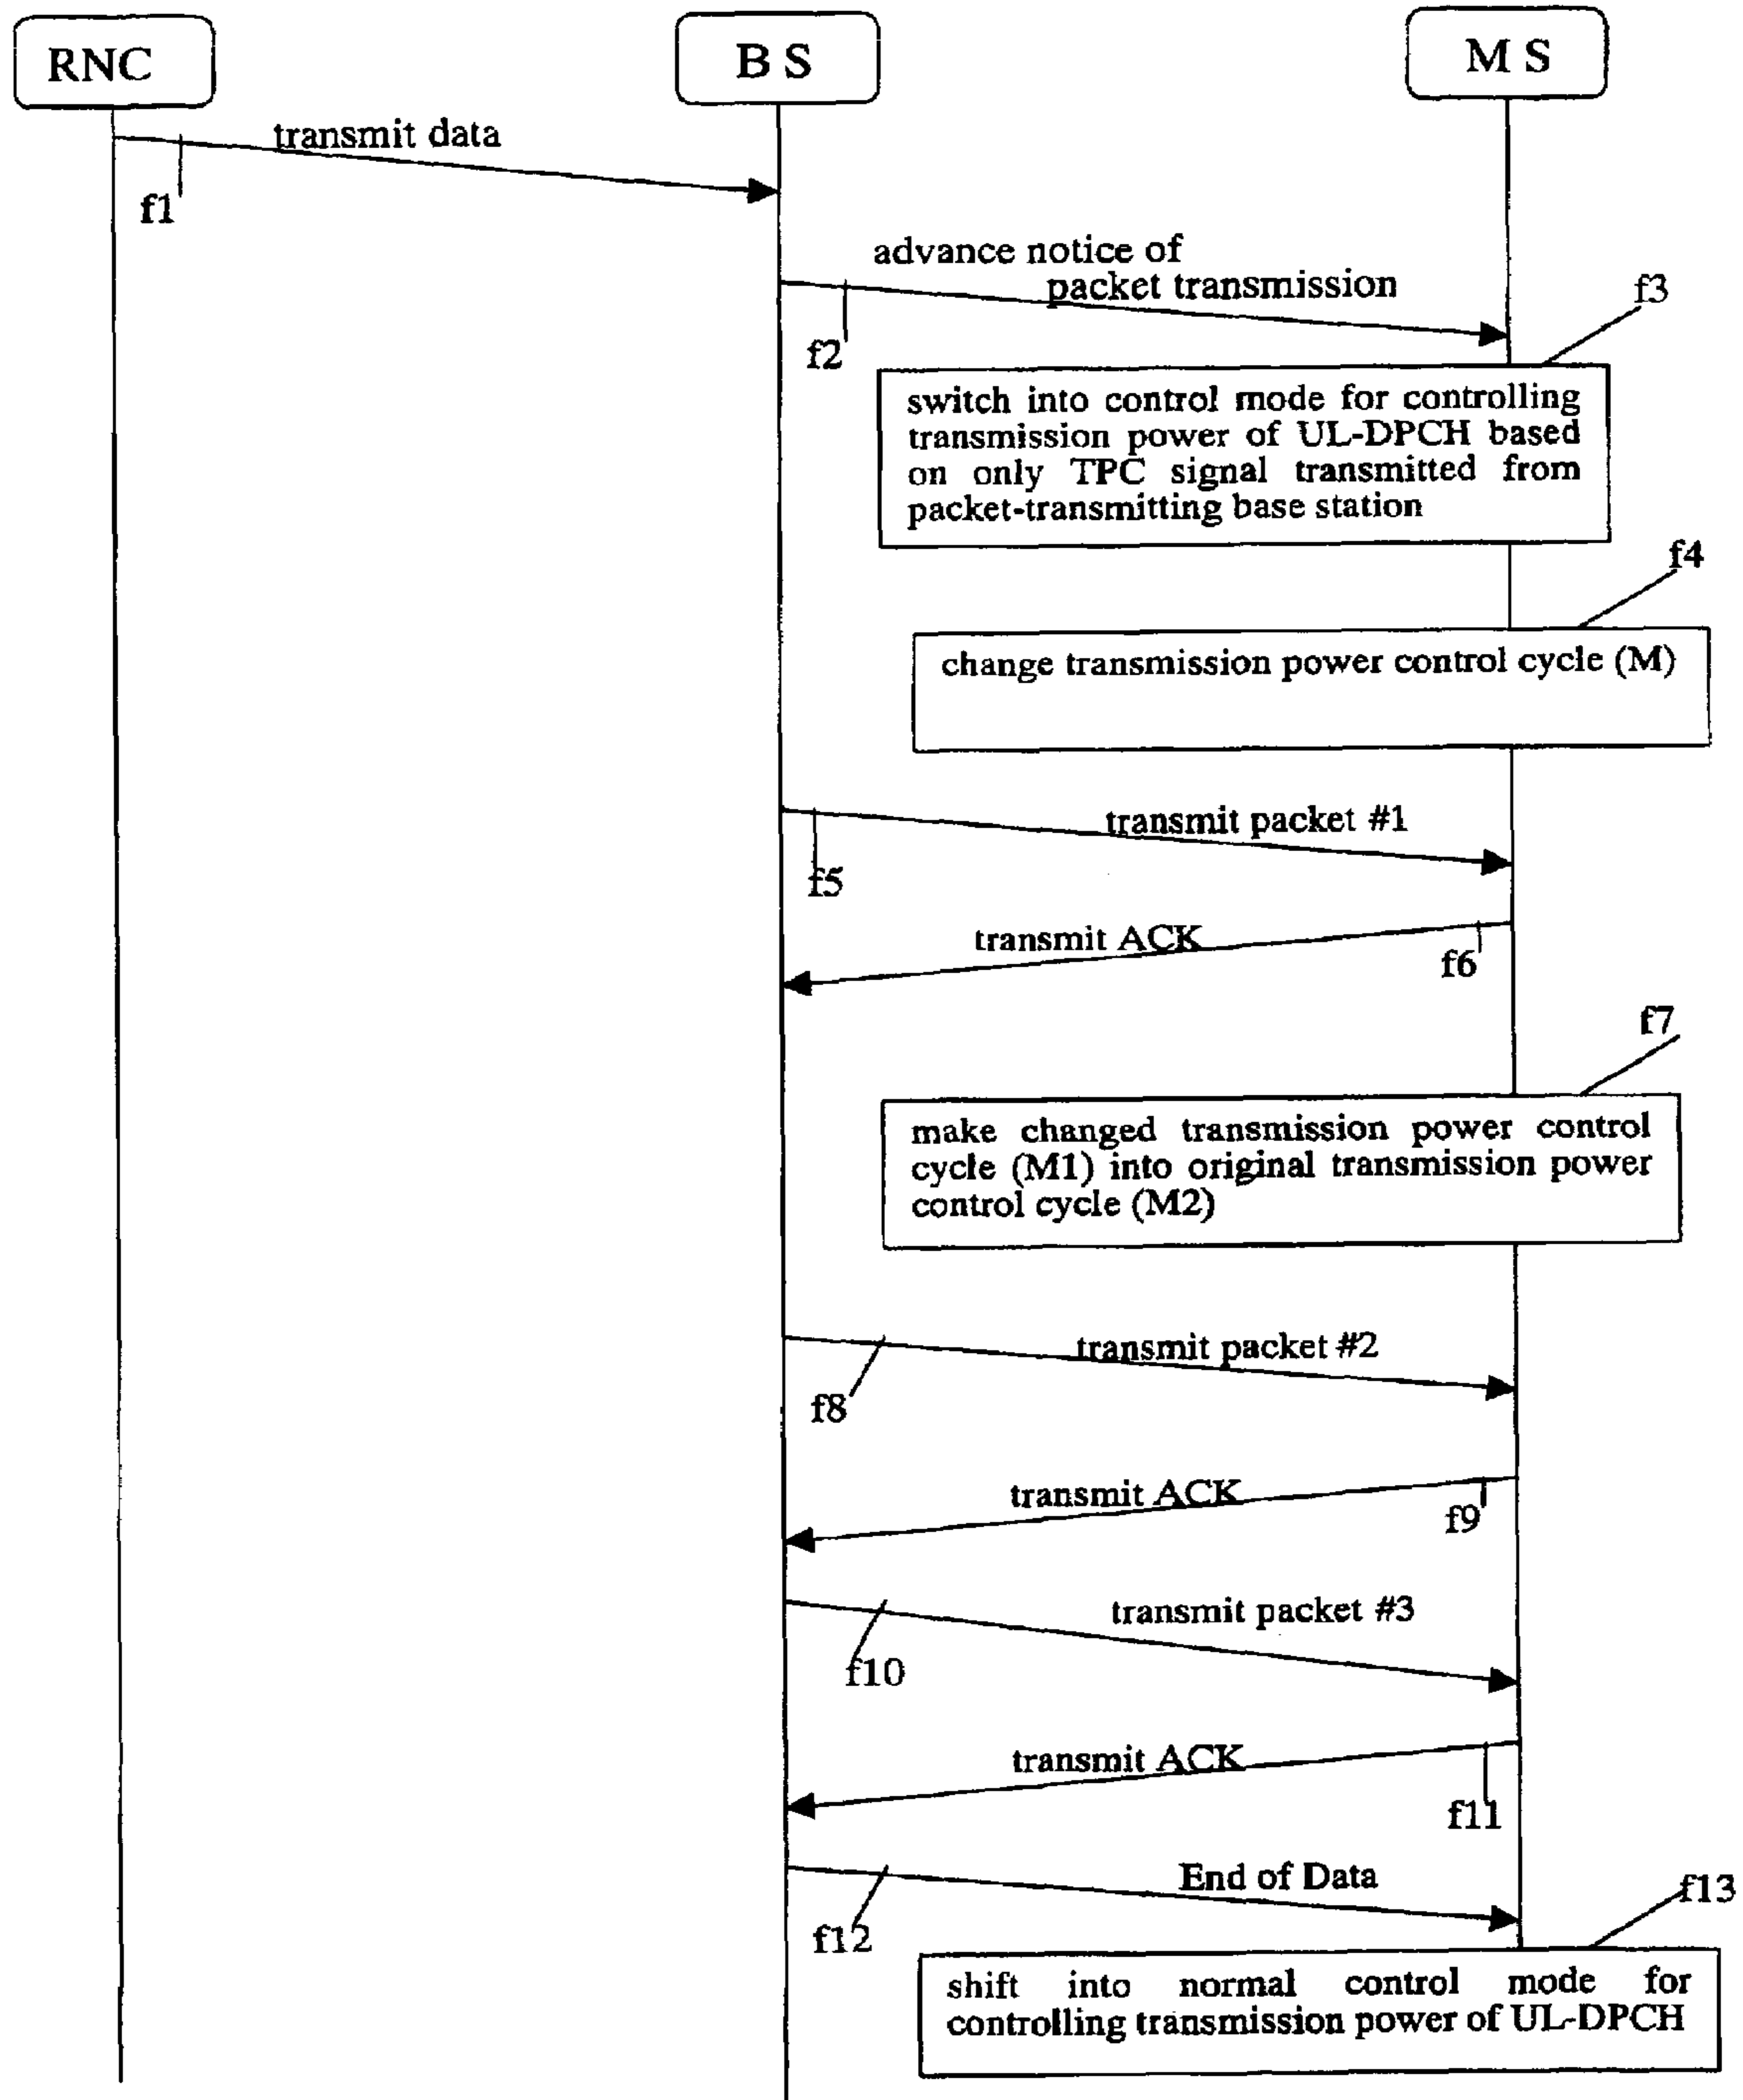 RNC
B S
M S
transmit data
f1
advance notice of
packet transmission
f2
f3
switch into control mode for controlling
transmission power of UL-DPCH based
on only TPC signal transmitted from
packet-transmitting base station
f4
change transmission power control cycle (M)
transmit packet #1
f5
transmit ACK
f6
f7
make changed transmission power control
cycle (M1) into original transmission power
control cycle (M2)
transmit packet #2
f8
transmit ACK
f9
transmit packet #3
f10
transmit ACK
f11
End of Data
f12
f13
shift into normal control mode for
controlling transmission power of UL-DPCH